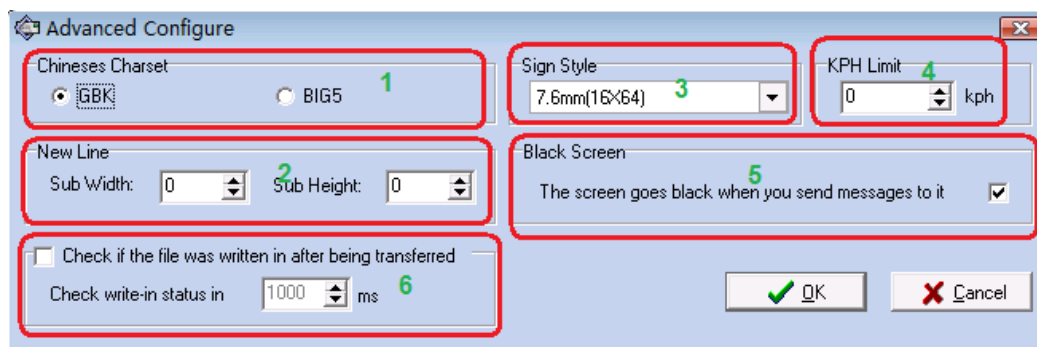 Advanced Configure
Chineses Charset
GBK
BIG5
1
Sign Style
7.6mm(16X64)
3
KPH Limit
4
0
kph
New Line
Sub Width:
0
2
Sub Height:
0
Black Screen
The screen goes black when you send messages to it
5
Check if the file was written in after being transferred
Check write-in status in
1000
ms
6
OK
Cancel